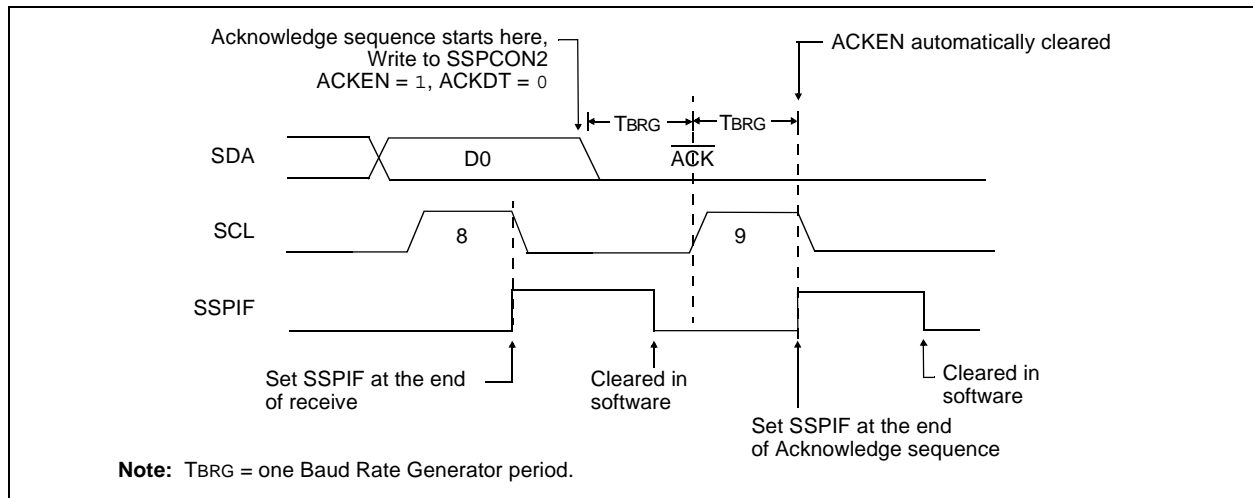 Acknowledge sequence starts here,
Write to SSPCON2
ACKEN = 1, ACKDT = 0
ACKEN automatically cleared
TBRG
TBRG
SDA
D0
ACK
SCL
8
9
SSPIF
Set SSPIF at the end
of receive
Cleared in
software
Set SSPIF at the end
of Acknowledge sequence
Cleared in
software
Note: TBRG = one Baud Rate Generator period.